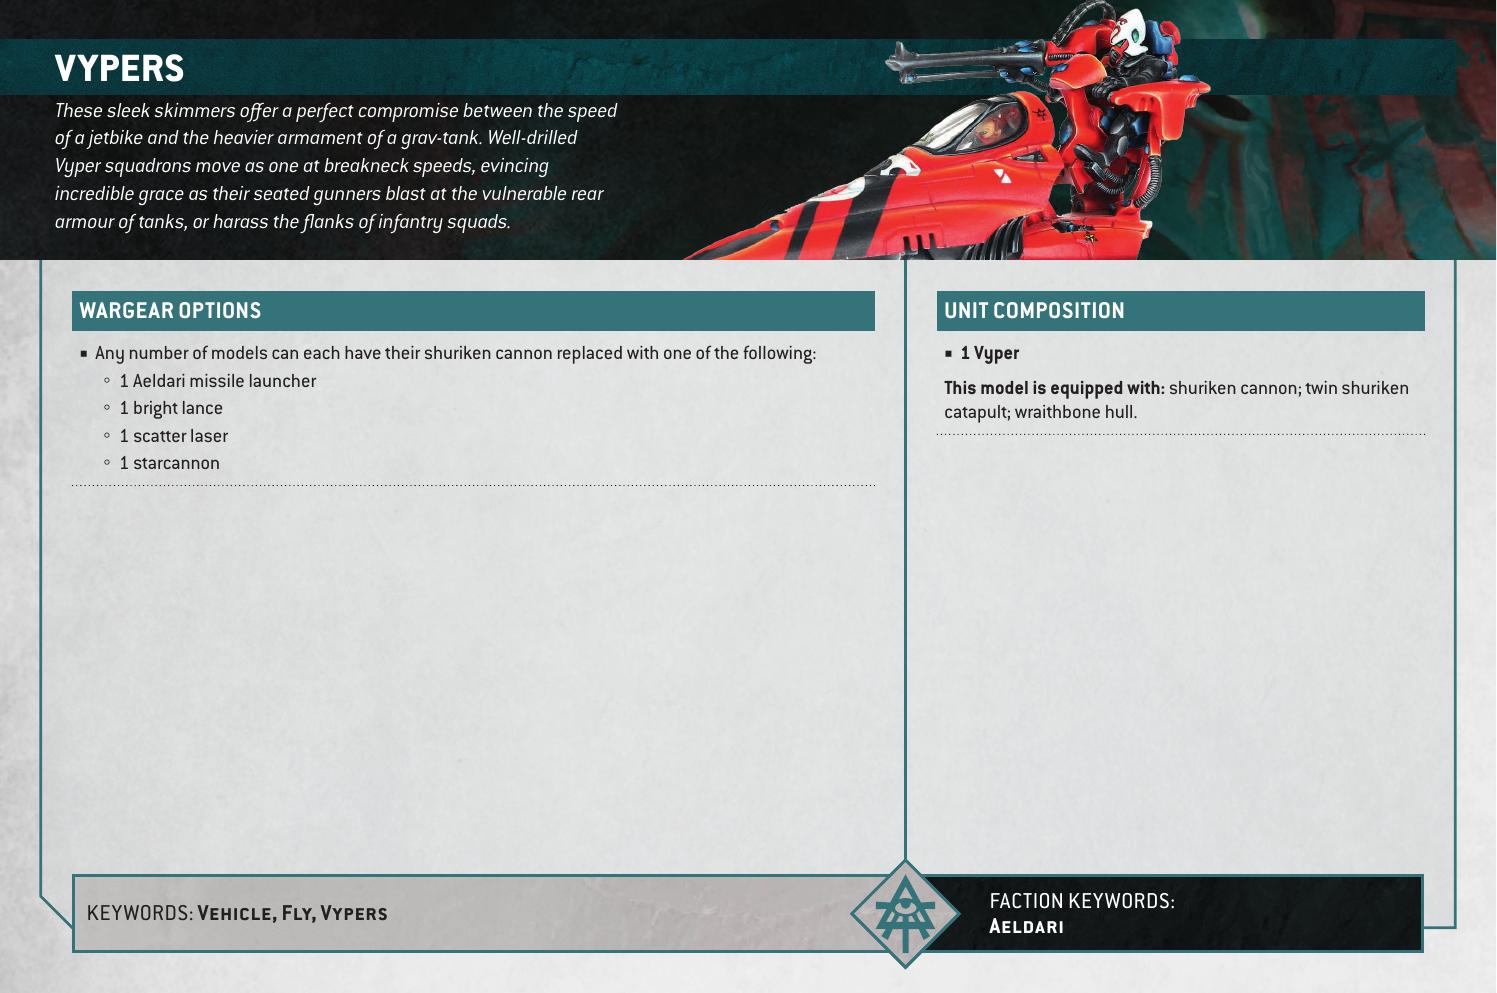 VYPERS
These sleek skimmers offer a perfect compromise between the speed
of a jetbike and the heavier armament of a grav-tank. Well-drilled
Vyper squadrons move as one at breakneck speeds, evincing
incredible grace as their seated gunners blast at the vulnerable rear
armour of tanks, or harass the flanks of infantry squads.
WARGEAR OPTIONS
▪ Any number of models can each have their shuriken cannon replaced with one of the following:
◦ 1 Aeldari missile launcher
◦ 1 bright lance
◦ 1 scatter laser
◦ 1 starcannon
UNIT COMPOSITION
▪ 1 Vyper
This model is equipped with: shuriken cannon; twin shuriken
catapult; wraithbone hull.
KEYWORDS: VEHICLE, FLY, VYPERS
FACTION KEYWORDS:
AELDARI